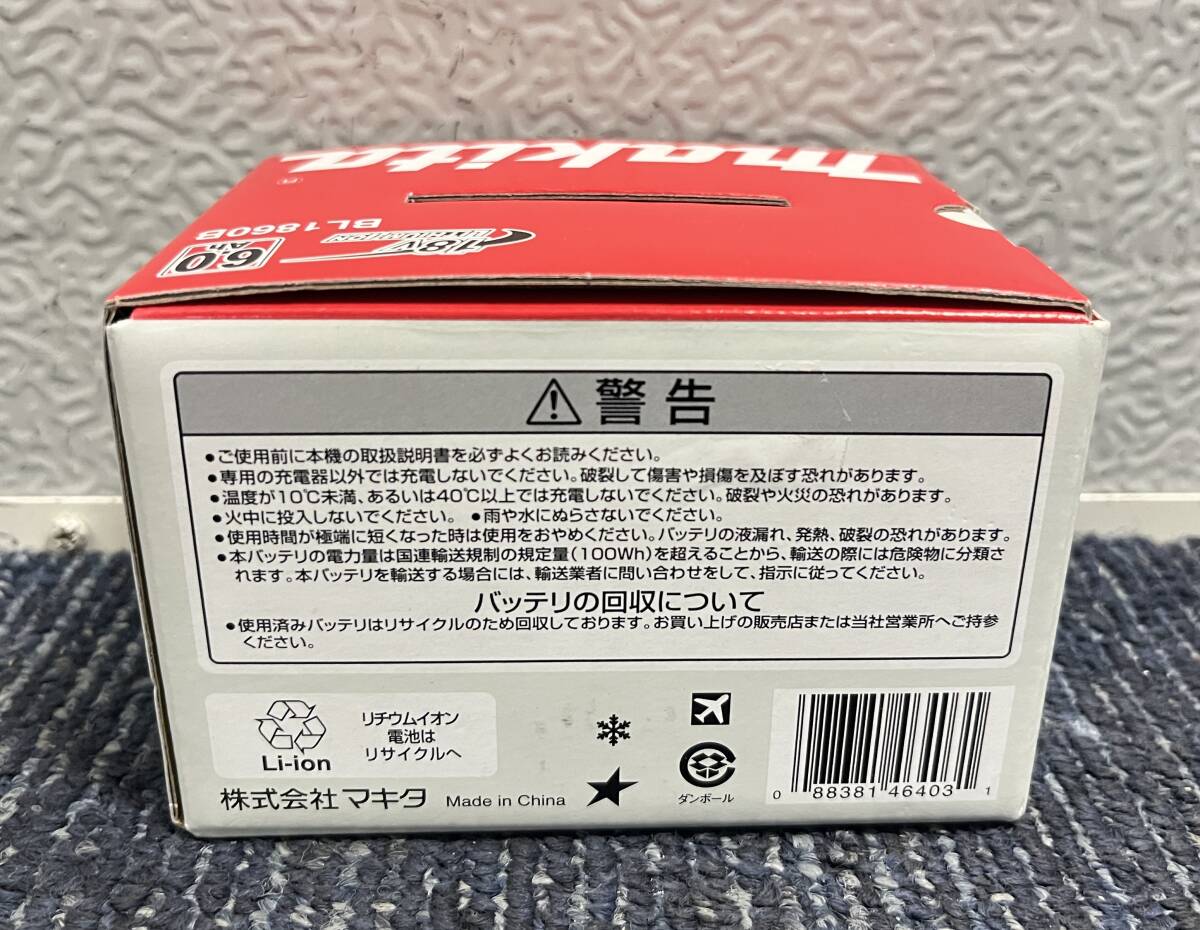 makita
BL1860B
18V
LITHIUM-ION
6.0
Ah
警告
●ご使用前に本機の取扱説明書を必ずよくお読みください。
●専用の充電器以外では充電しないでください。破裂して傷害や損傷を及ぼす恐れがあります。
●温度が10℃未満、あるいは40℃以上では充電しないでください。破裂や火災の恐れがあります。
●火中に投入しないでください。 ●雨や水にぬらさないでください。
●使用時間が極端に短くなった時は使用をおやめください。バッテリの液漏れ、発熱、破裂の恐れがあります。
●本バッテリの電力量は国連輸送規制の規定量(100Wh)を超えることから、輸送の際には危険物に分類さ
れます。本バッテリを輸送する場合には、輸送業者に問い合わせをして、指示に従ってください。
バッテリの回収について
●使用済みバッテリはリサイクルのため回収しております。お買い上げの販売店または当社営業所へご持参
ください。
Li-ion
リチウムイオン
電池は
リサイクルへ
株式会社 マキタ Made in China
ダンボール
0 88381 46403 1